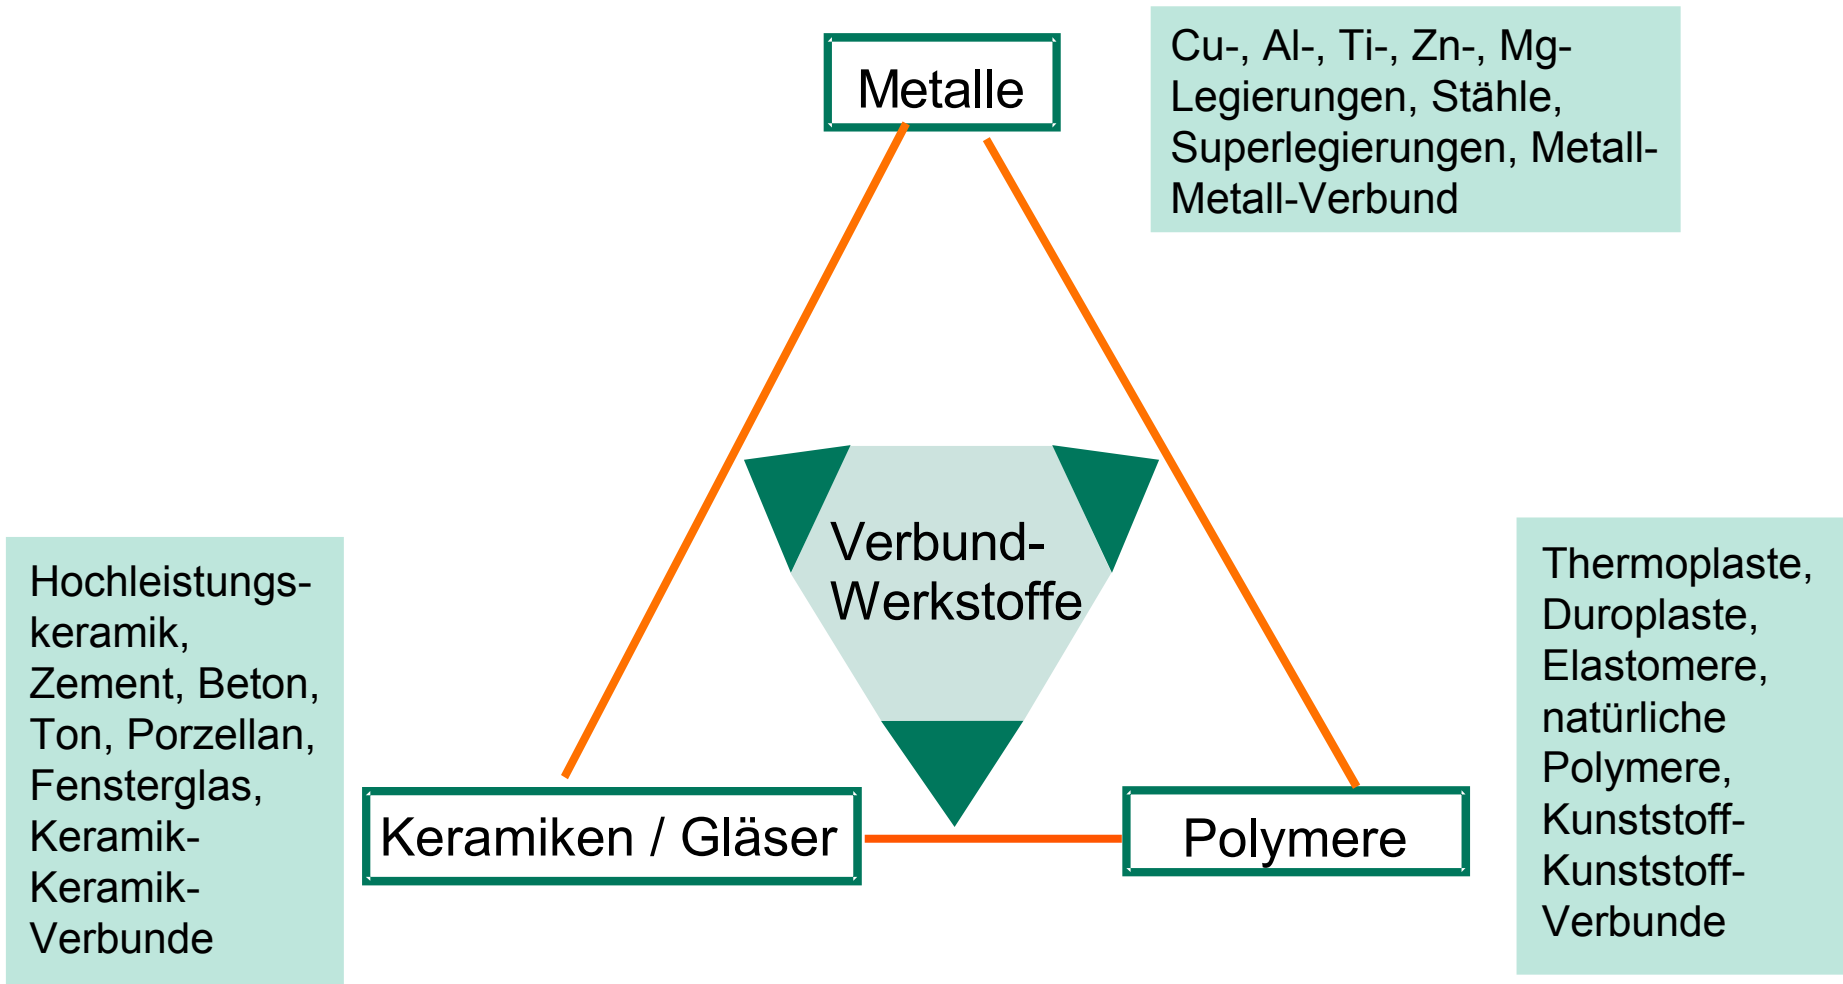 Metalle
Cu-, Al-, Ti-, Zn-, Mg-
Legierungen, Stähle,
Superlegierungen, Metall-
Metall-Verbund
Verbund-
Werkstoffe
Hochleistungs-
keramik,
Zement, Beton,
Ton, Porzellan,
Fensterglas,
Keramik-
Keramik-
Verbunde
Keramiken / Gläser
Polymere
Thermoplaste,
Duroplaste,
Elastomere,
natürliche
Polymere,
Kunststoff-
Kunststoff-
Verbunde